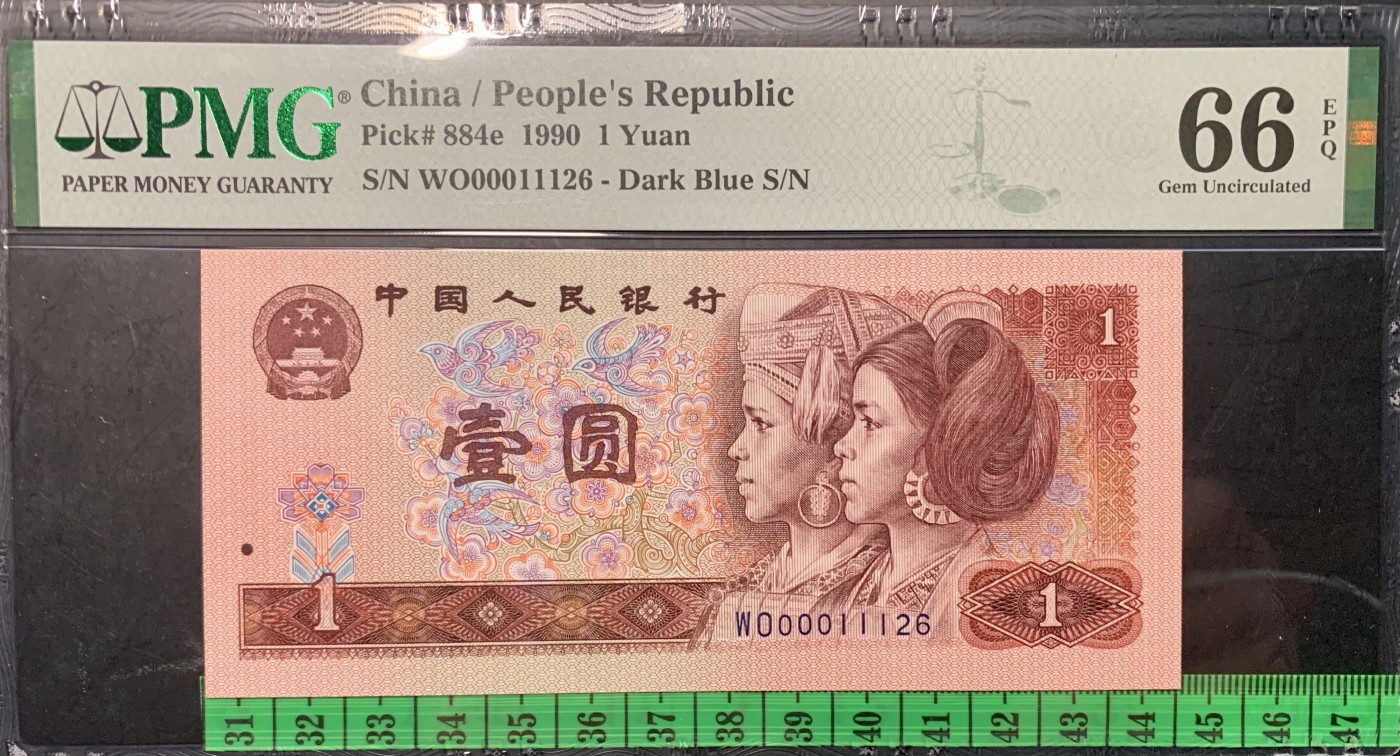 PMG® China / People's Republic
Pick# 884e 1990 1 Yuan
PAPER MONEY GUARANTY
S/N WO00011126 - Dark Blue S/N
66 EPQ
Gem Uncirculated
中国人民银行
1
壹圆
1
WO00011126
1
31 32 33 34 35 36 37 38 39 40 41 42 43 44 45 46 47